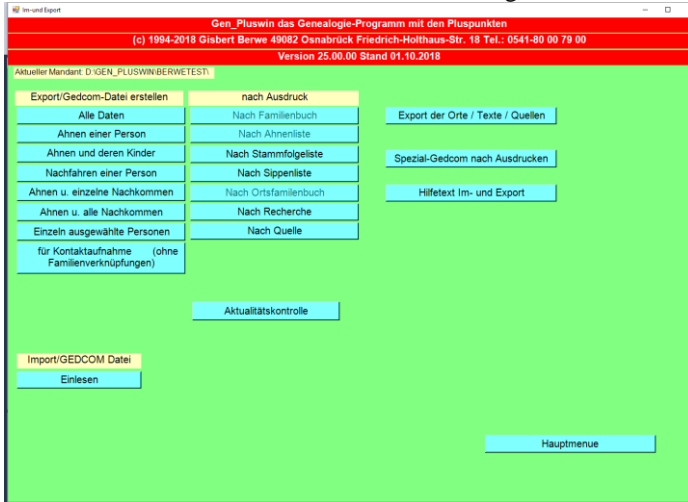 Im-und Export
Gen_Pluswin das Genealogie-Programm mit den Pluspunkten
(c) 1994-2018 Gisbert Berwe 49082 Osnabrück Friedrich-Holthaus-Str. 18 Tel.: 0541-80 00 79 00
Version 25.00.00 Stand 01.10.2018
Aktueller Mandant: D:\GEN_PLUSWIN\BERWETEST\
Export/Gedcom-Datei erstellen
Alle Daten
Ahnen einer Person
Ahnen und deren Kinder
Nachfahren einer Person
Ahnen u. einzelne Nachkommen
Ahnen u. alle Nachkommen
Einzeln ausgewählte Personen
für Kontaktaufnahme (ohne
Familienverknüpfungen)
nach Ausdruck
Nach Familienbuch
Nach Ahnenliste
Nach Stammfolgeliste
Nach Sippenliste
Nach Ortsfamilenbuch
Nach Recherche
Nach Quelle
Export der Orte / Texte / Quellen
Spezial-Gedcom nach Ausdrucken
Hilfetext Im- und Export
Aktualitätskontrolle
Import/GEDCOM Datei
Einlesen
Hauptmenue